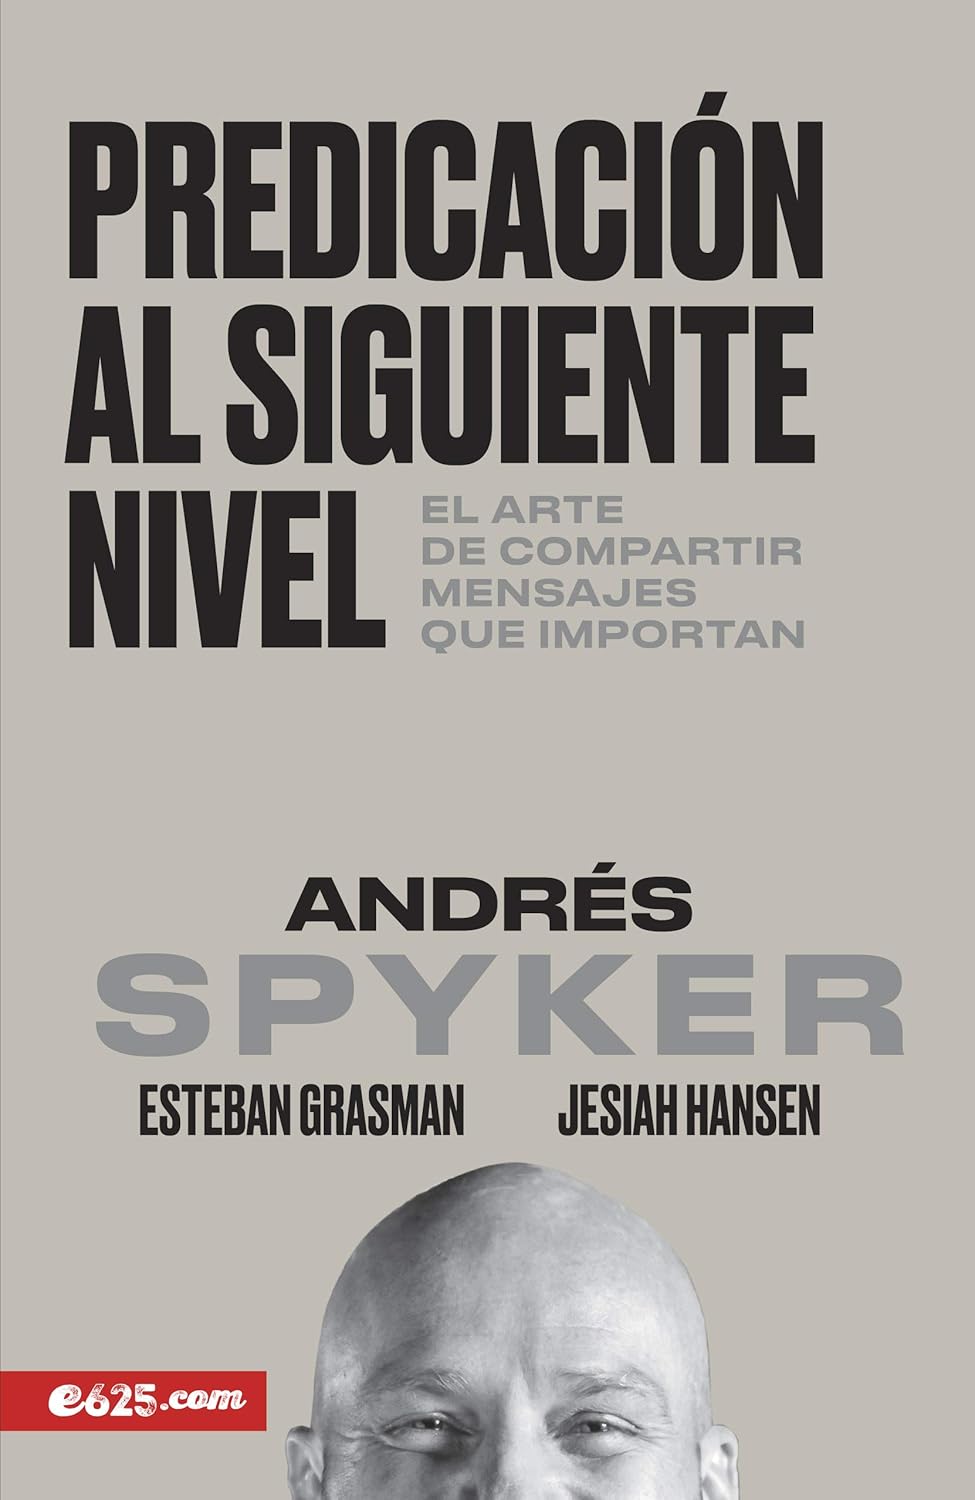 PREDICACIÓN
AL SIGUIENTE
NIVEL
EL ARTE
DE COMPARTIR
MENSAJES
QUE IMPORTAN
ANDRÉS
SPYKER
ESTEBAN GRASMAN JESIAH HANSEN
e625.com